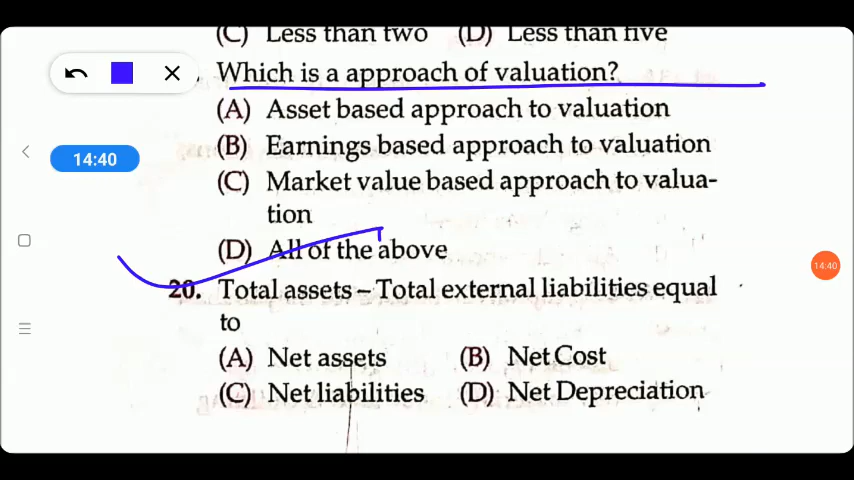 (C) Less than two (D) Less than five
. Which is a approach of valuation?
(A) Asset based approach to valuation
14:40
(B) Earnings based approach to valuation
(C) Market value based approach to valua-
tion
(D) All of the above
14:40
20. Total assets – Total external liabilities equal
to
(A) Net assets (B) Net Cost
(C) Net liabilities (D) Net Depreciation